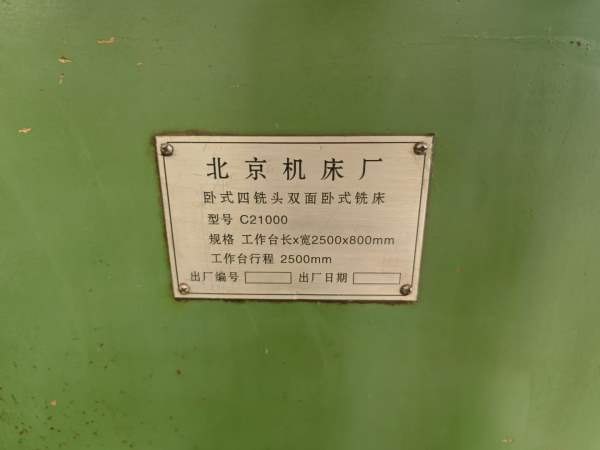 北京机床厂
卧式四铣头双面卧式铣床
型号 C21000
规格 工作台长x宽2500x800mm
工作台行程 2500mm
出厂编号 出厂日期